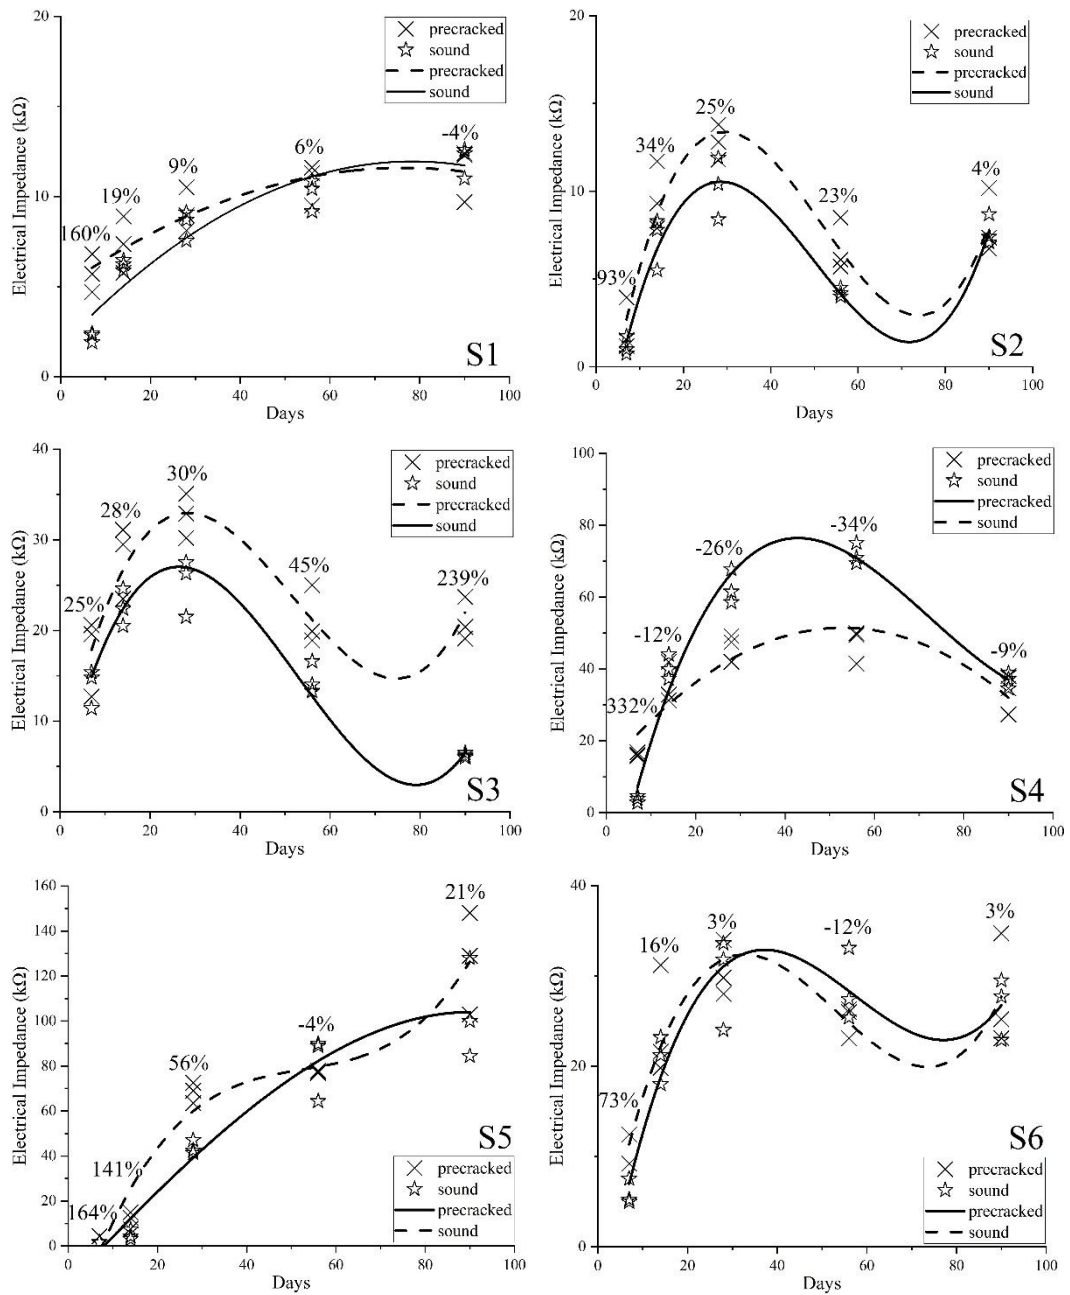 20
precracked
sound
precracked
sound
160%
19%
9%
6%
-4%
10
0
Electrical Impedance (kΩ)
S1
0
20
40
60
80
100
Days
20
precracked
sound
precracked
sound
93%
34%
25%
23%
4%
10
0
Electrical Impedance (kΩ)
S2
0
20
40
60
80
100
Days
40
precracked
sound
precracked
sound
25%
28%
30%
45%
239%
30
20
10
0
Electrical Impedance (kΩ)
S3
0
20
40
60
80
100
Days
100
precracked
sound
precracked
sound
332%
-12%
-26%
-34%
-9%
80
60
40
20
0
Electrical Impedance (kΩ)
S4
0
20
40
60
80
100
Days
160
140
120
100
80
60
40
20
0
Electrical Impedance (kΩ)
164%
141%
56%
-4%
21%
S5
precracked
sound
precracked
sound
0
20
40
60
80
100
Days
40
20
0
Electrical Impedance (kΩ)
73%
16%
3%
-12%
3%
S6
precracked
sound
precracked
sound
0
20
40
60
80
100
Days